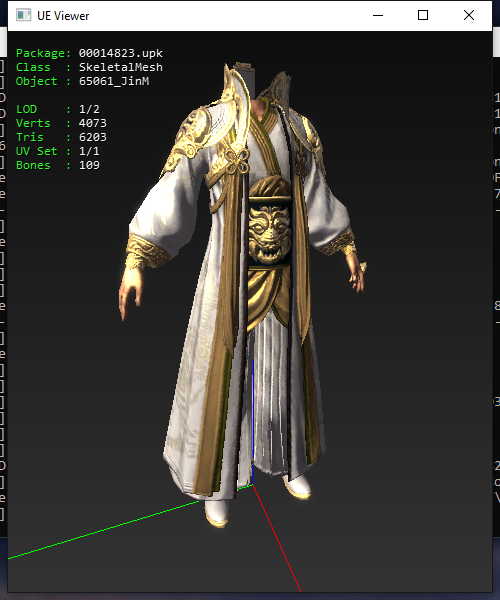 UE Viewer
Package: 00014823.upk
Class : SkeletalMesh
Object : 65061_JinM
LOD : 1/2
Verts : 4073
Tris : 6203
UV Set : 1/1
Bones : 109